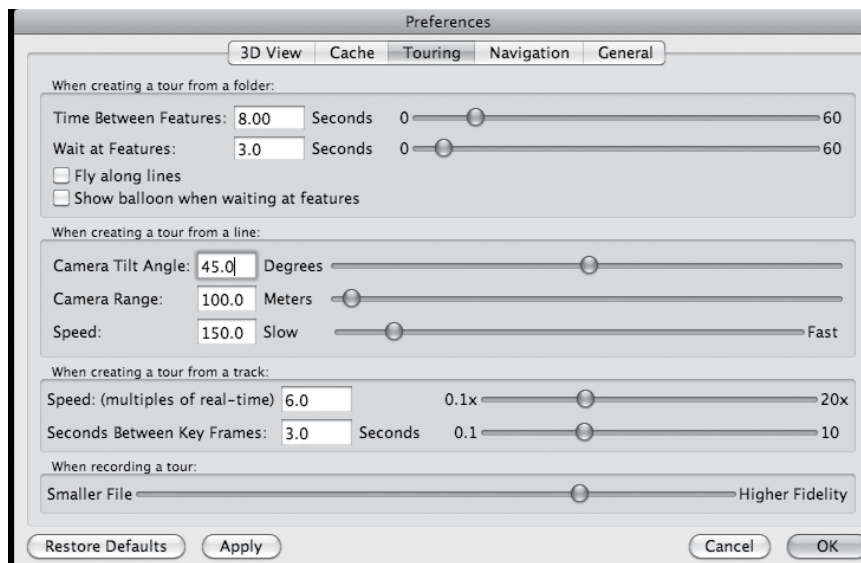 Preferences
3D View Cache Touring Navigation General
When creating a tour from a folder:
Time Between Features: 8.00 Seconds 0 60
Wait at Features: 3.0 Seconds 0 60
Fly along lines
Show balloon when waiting at features
When creating a tour from a line:
Camera Tilt Angle: 45.0 Degrees
Camera Range: 100.0 Meters
Speed: 150.0 Slow Fast
When creating a tour from a track:
Speed: (multiples of real-time) 6.0 0.1x 20x
Seconds Between Key Frames: 3.0 Seconds 0.1 10
When recording a tour:
Smaller File Higher Fidelity
Restore Defaults Apply Cancel OK